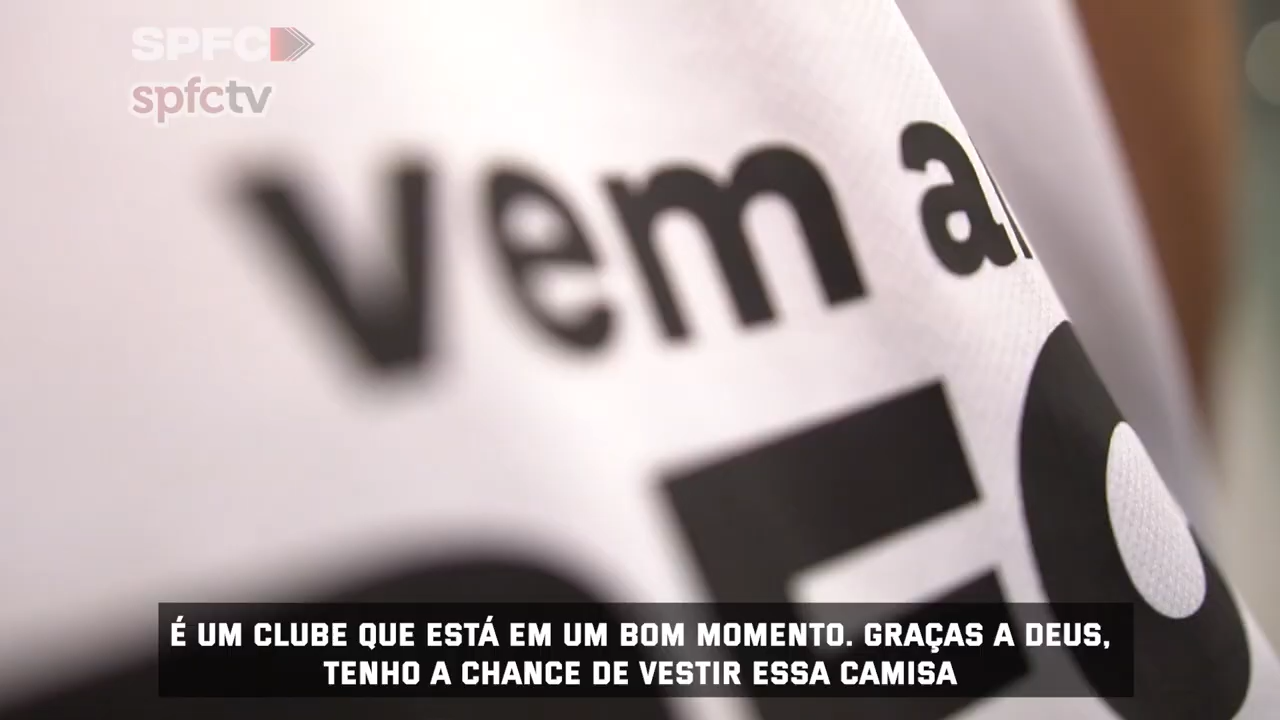 SPFC
spfctv
vem a
É UM CLUBE QUE ESTÁ EM UM BOM MOMENTO. GRAÇAS A DEUS,
TENHO A CHANCE DE VESTIR ESSA CAMISA